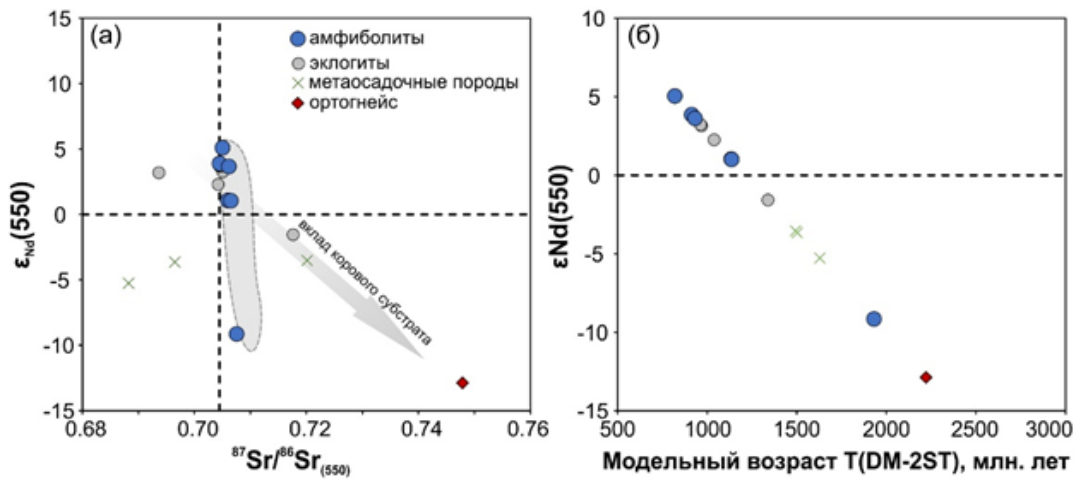 (а)
амфиболиты
эклогиты
метаосадочные породы
ортогнейс
вклад корового субстрата
15
10
5
0
-5
-10
-15
εNd(550)
0.68
0.70
0.72
0.74
0.76
⁸⁷Sr/⁸⁶Sr(550)
(б)
10
5
0
-5
-10
-15
εNd(550)
500
1000
1500
2000
2500
3000
Модельный возраст T(DM-2ST), млн. лет